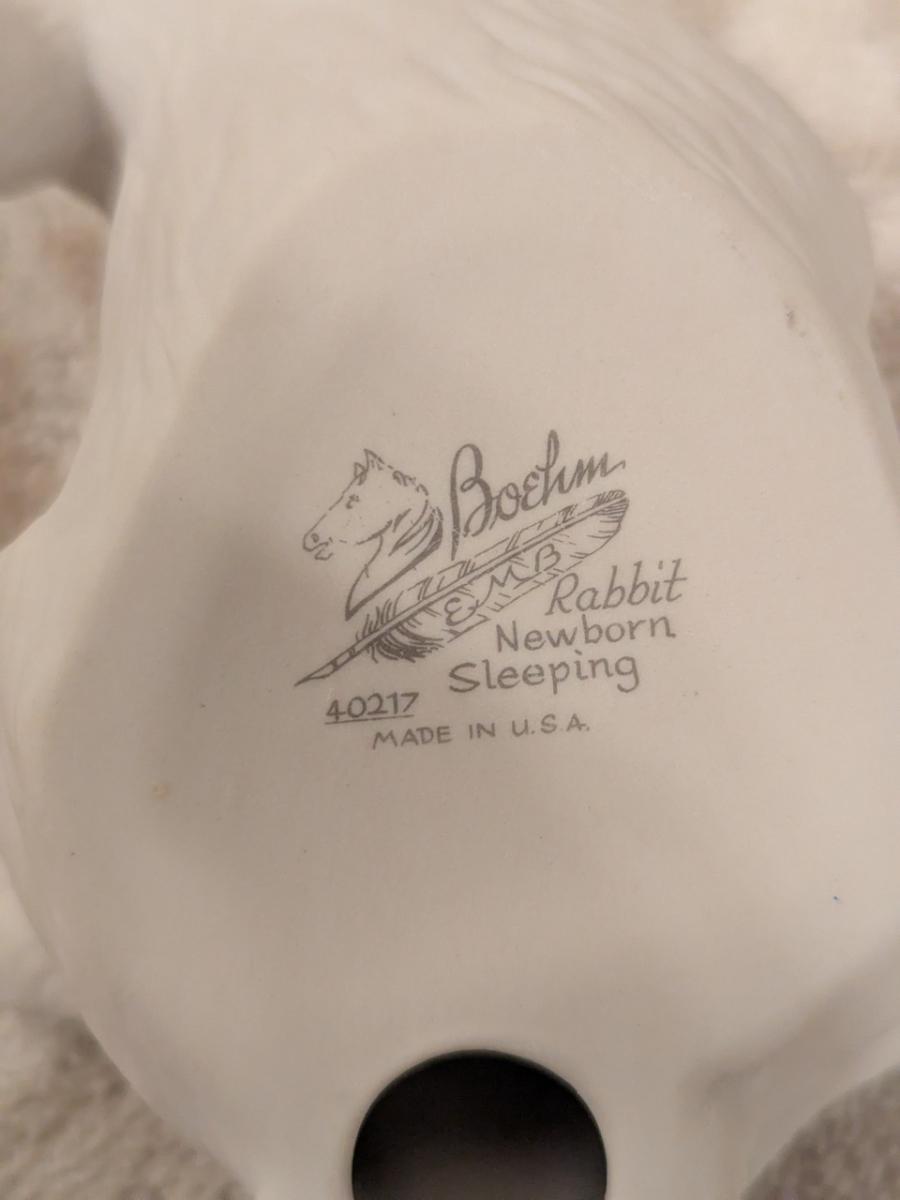 Boehm
EMB
Rabbit
Newborn
Sleeping
40217
MADE IN U.S.A.